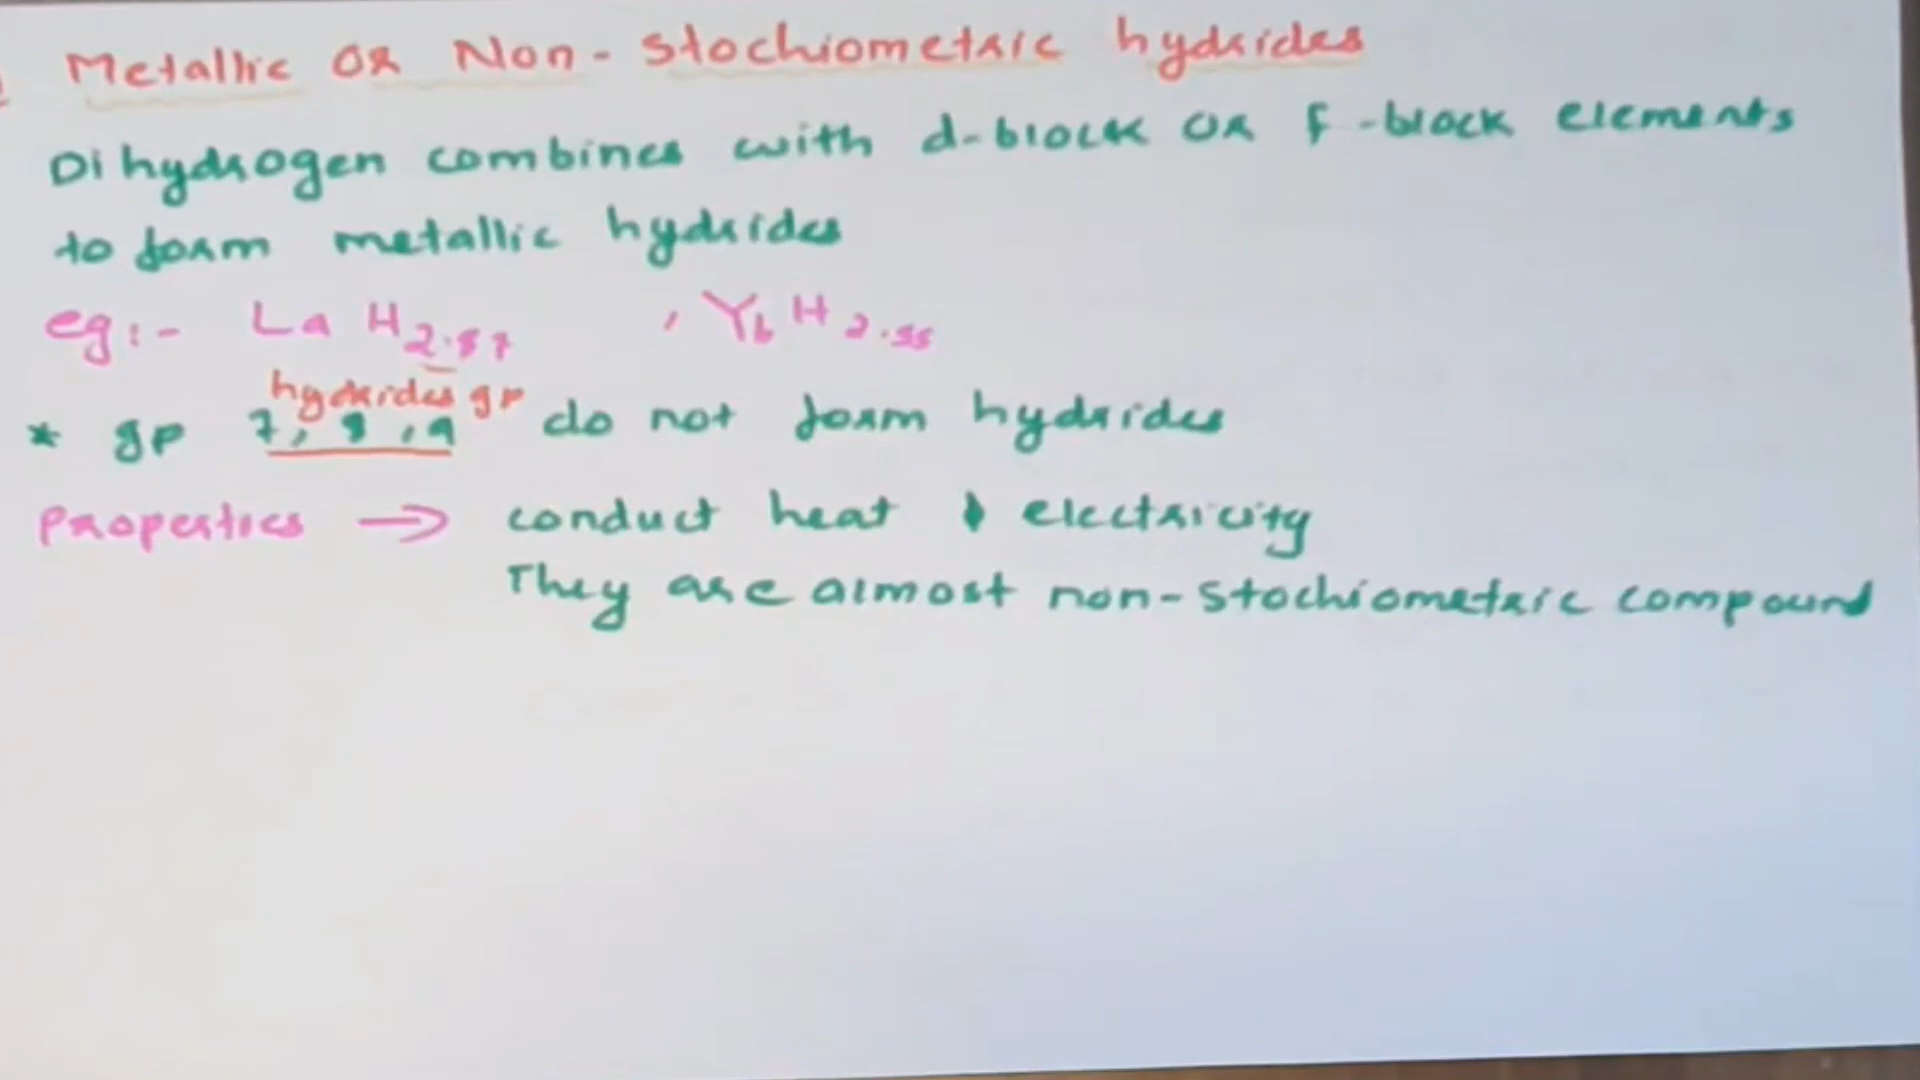 Metallic OR Non-stochiometric hydrides
Dihydrogen combines with d-block OR f-block elements
to form metallic hydrides
eg:- LaH2.87 , YbH2.55
hydrides gp
* gp 7, 8, 9 do not form hydrides
Properties → conduct heat & electricity
They are almost non-stochiometric compound